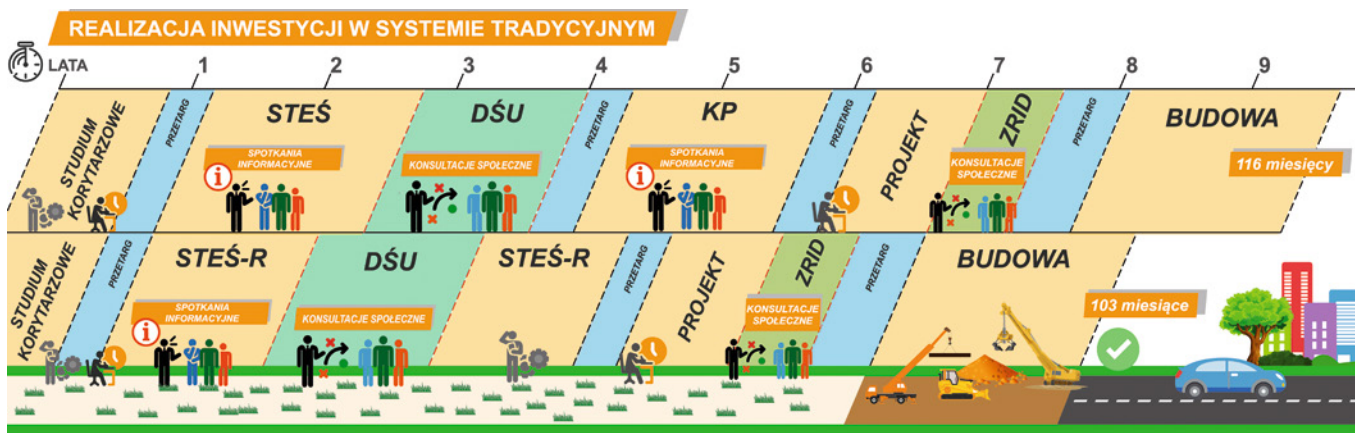 REALIZACJA INWESTYCJI W SYSTEMIE TRADYCYJNYM
LATA 1 2 3 4 5 6 7 8 9
STUDIUM
KORYTARZOWE
PRZETARG
STEŚ
SPOTKANIA
INFORMACYJNE
DŚU
KONSULTACJE SPOŁECZNE
PRZETARG
KP
SPOTKANIA
INFORMACYJNE
PRZETARG
PROJEKT
ZRID
KONSULTACJE
SPOŁECZNE
PRZETARG
BUDOWA
116 miesięcy
STUDIUM
KORYTARZOWE
PRZETARG
STEŚ-R
SPOTKANIA
INFORMACYJNE
DŚU
KONSULTACJE SPOŁECZNE
STEŚ-R
PRZETARG
PROJEKT
ZRID
KONSULTACJE
SPOŁECZNE
PRZETARG
BUDOWA
103 miesiące